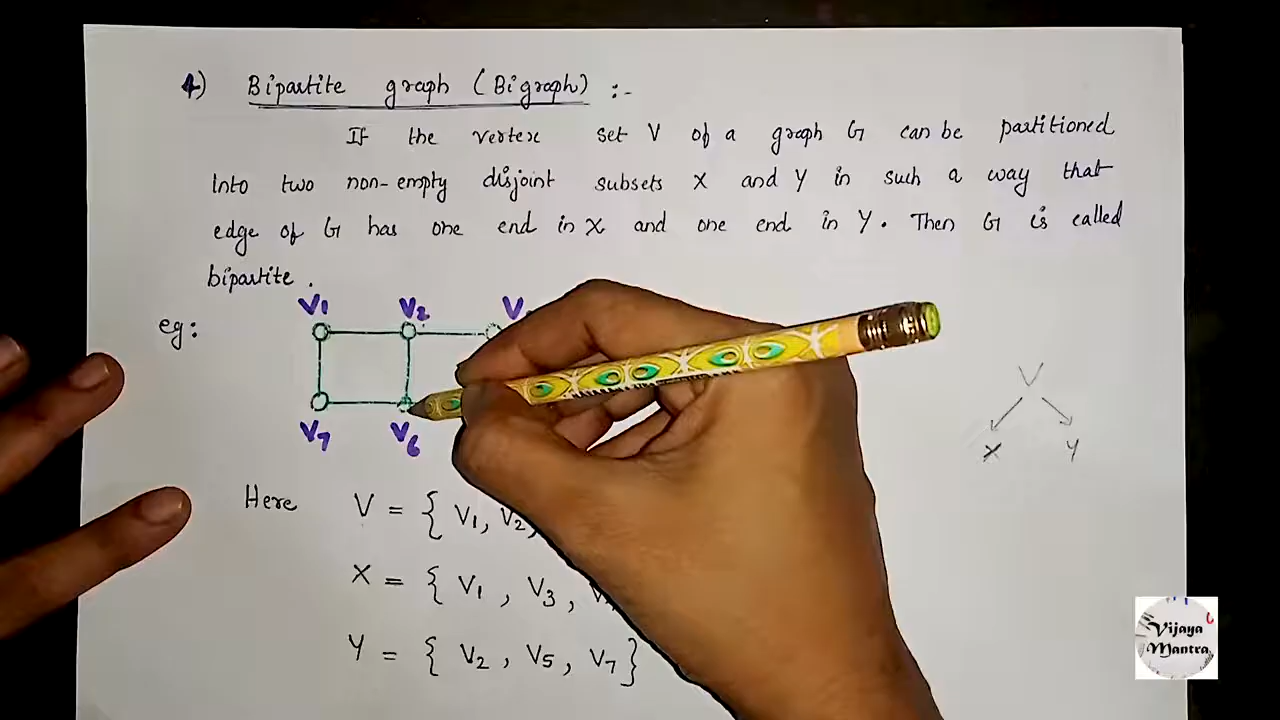 4) Bipartite graph (Bigraph) :-
If the vertex set V of a graph G can be partitioned
into two non-empty disjoint subsets X and Y in such a way that
edge of G has one end in X and one end in Y. Then G is called
bipartite.
eg:
V1 V2
V7 V6
V
X Y
Here V = { V1, V2,
X = { V1, V3,
Y = { V2, V5, V7 }
Vijaya
Mantra